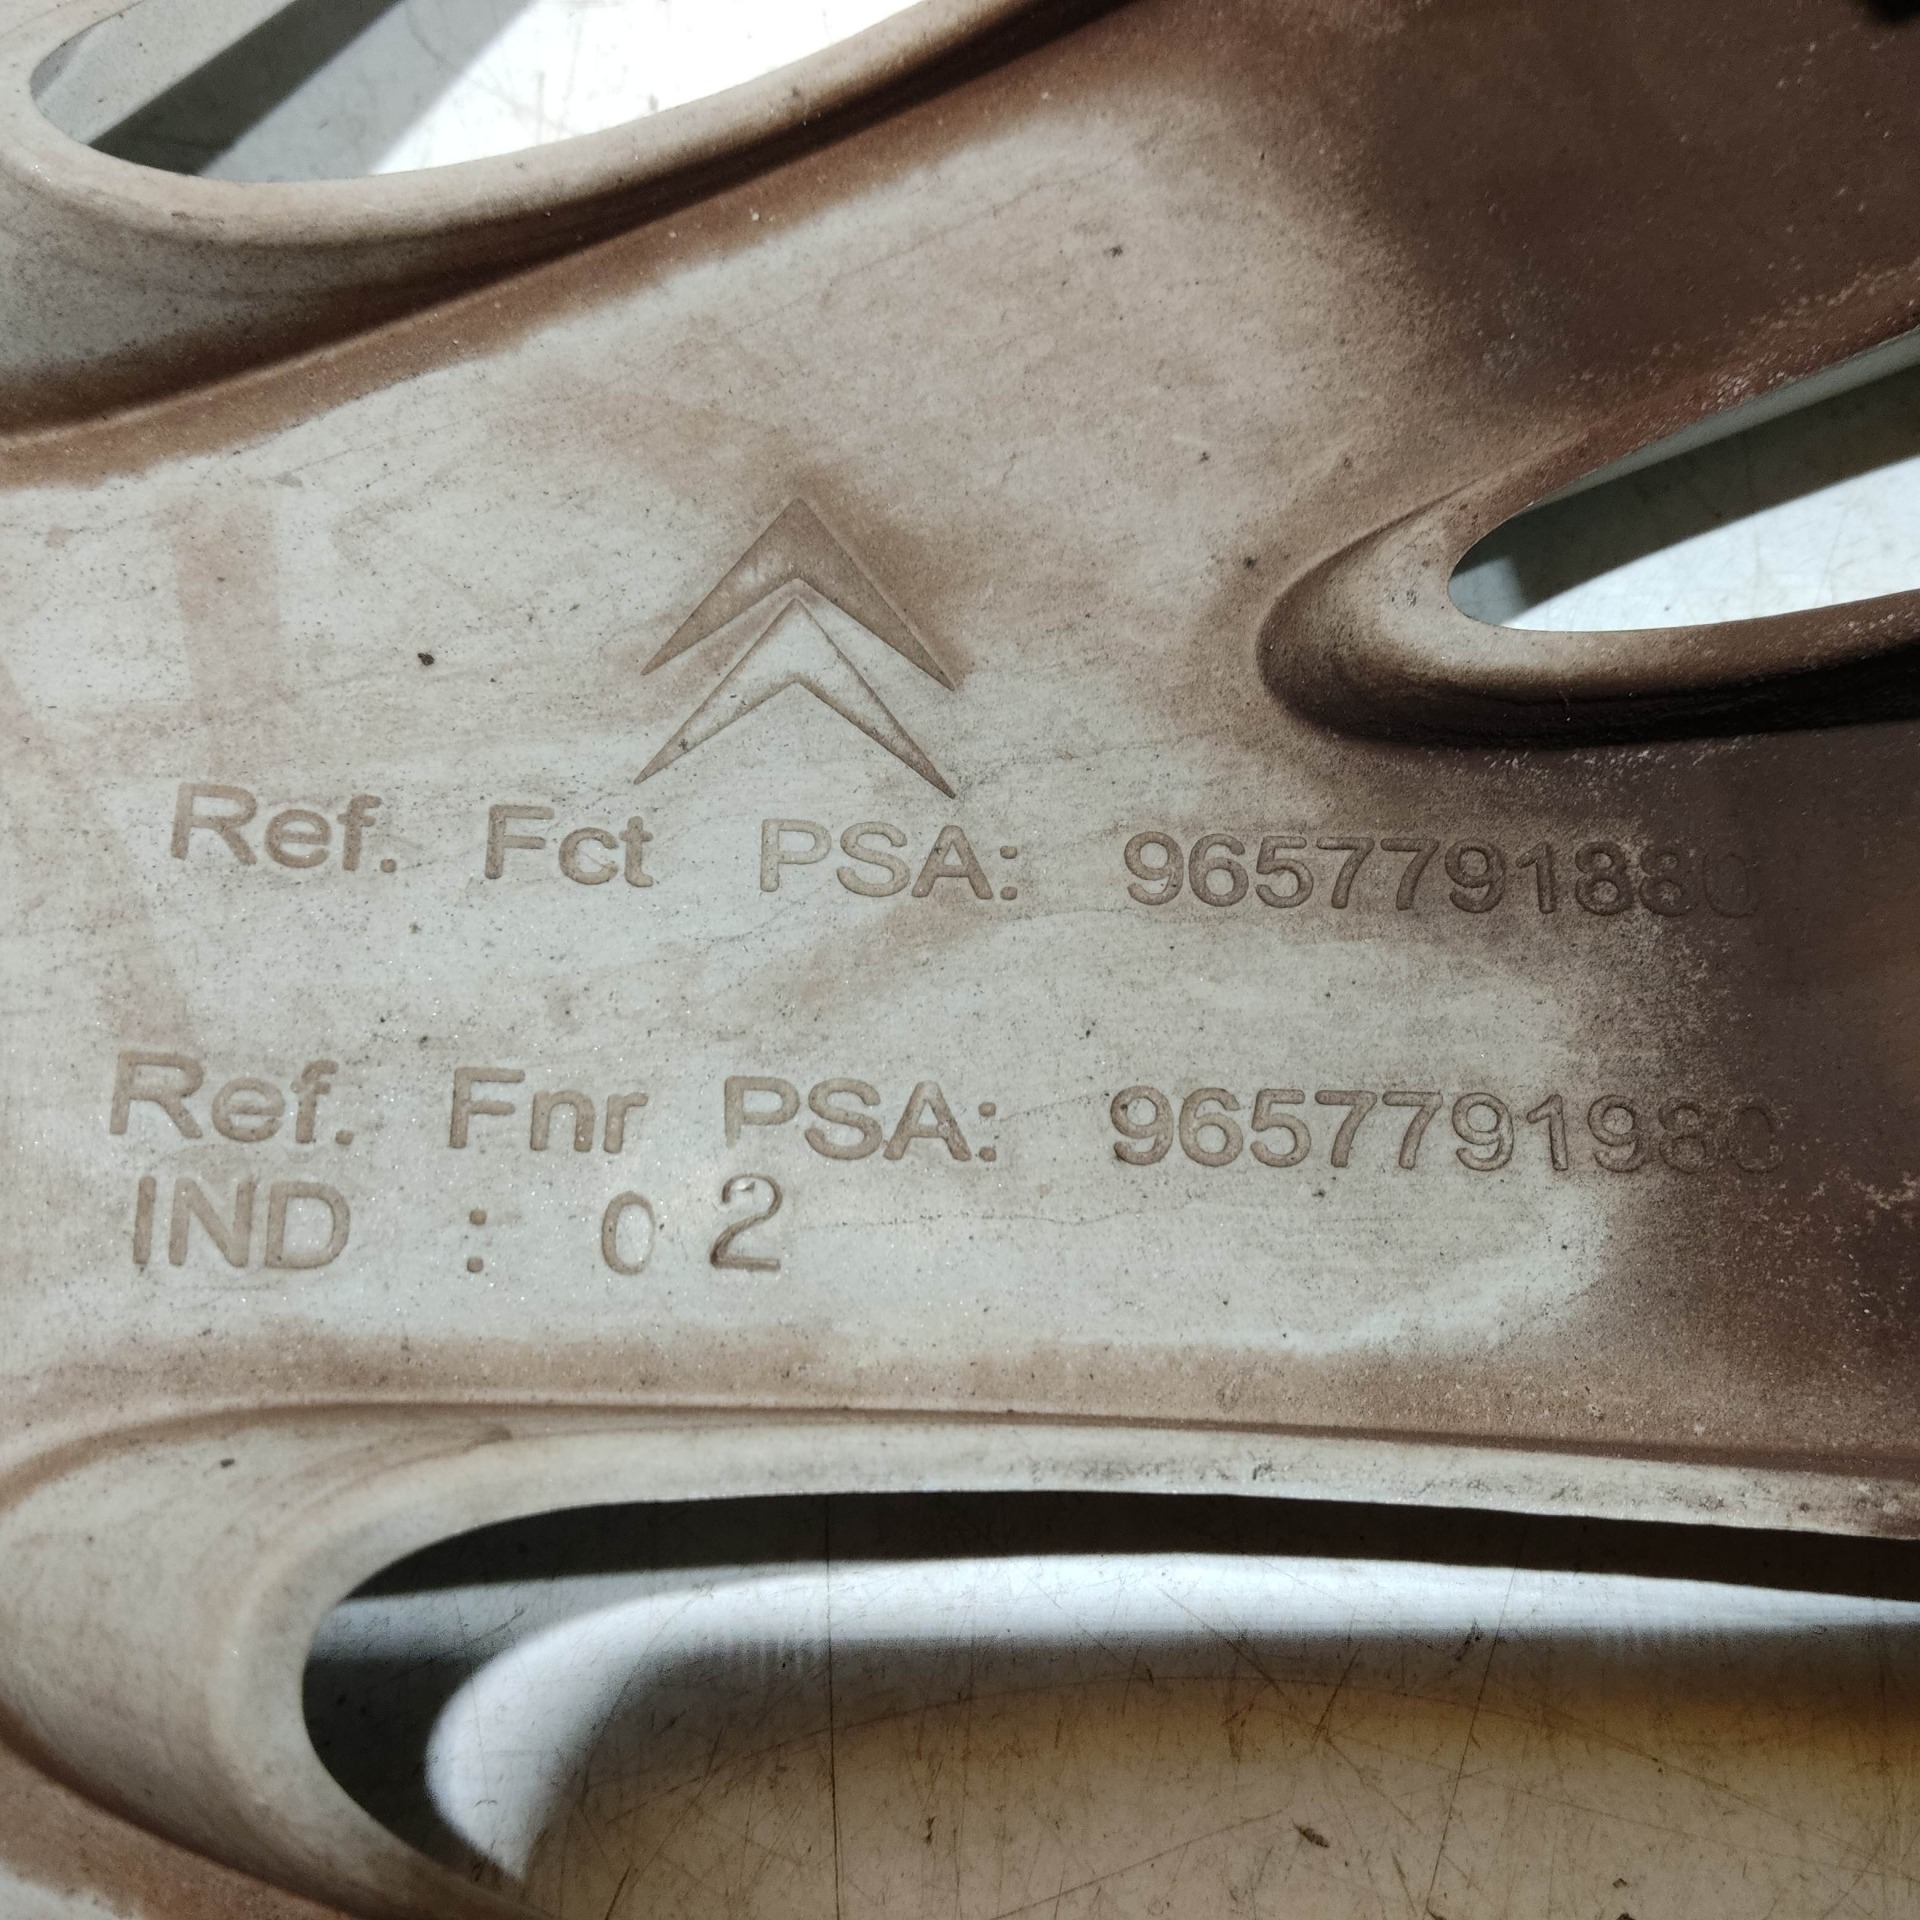 Ref. Fct PSA: 9657791880
Ref. Fnr PSA: 9657791980
IND : 02